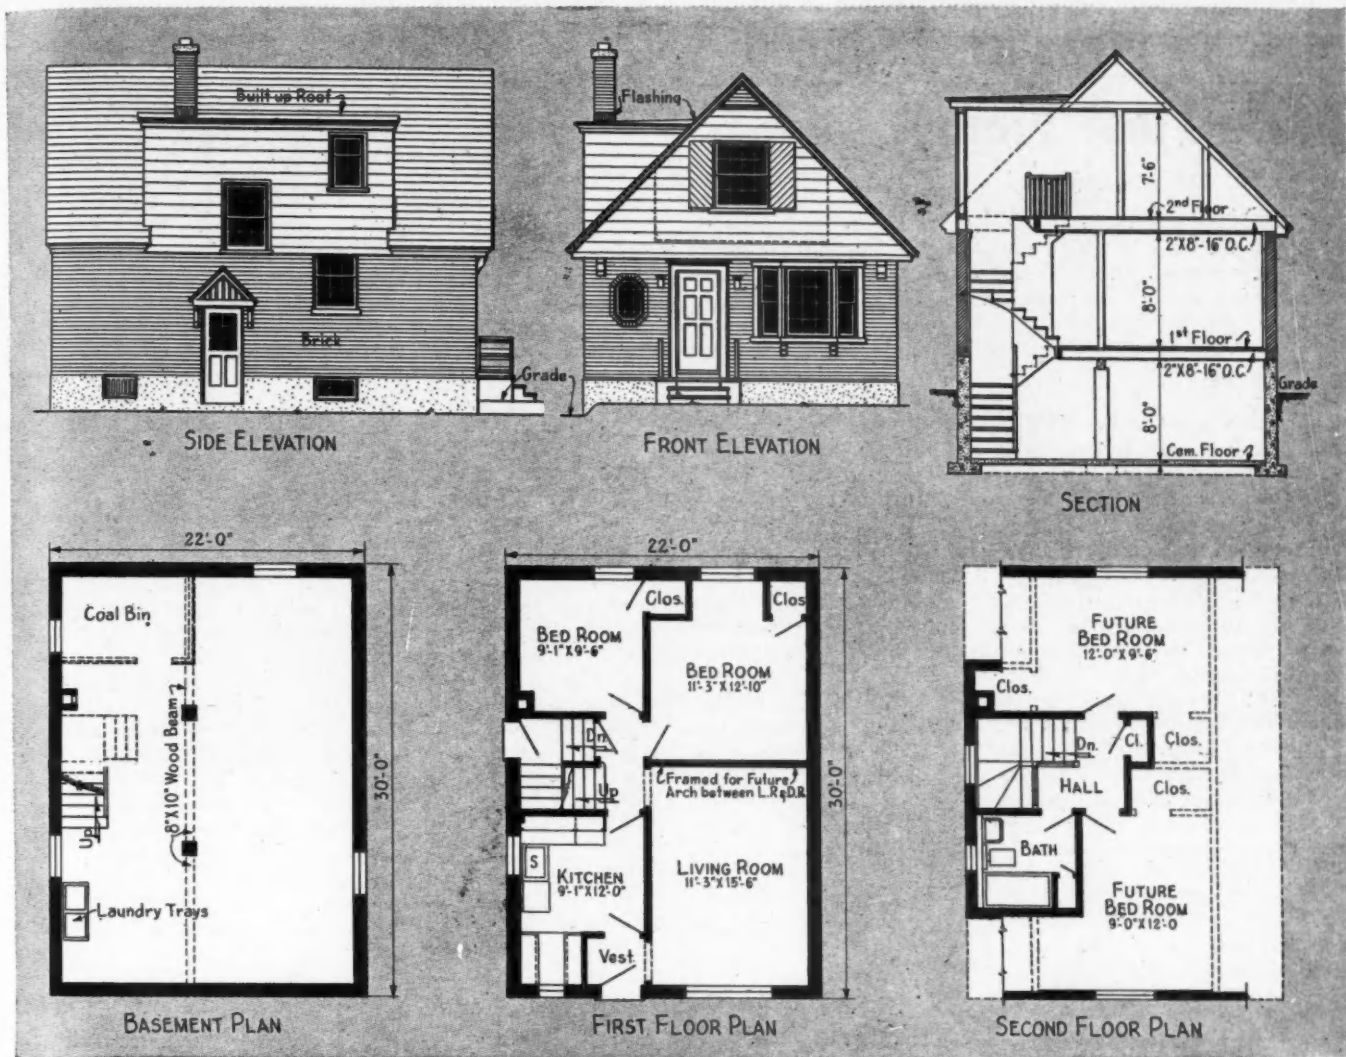 Built up Roof
Brick
Grade
SIDE ELEVATION
Flashing
FRONT ELEVATION
7'-6"
2nd Floor
2"X8"-16" O.C.
8'-0"
1st Floor
2"X8"-16" O.C.
Grade
8'-0"
Cem. Floor
SECTION
22'-0"
Coal Bin
8"X10" Wood Beam
30'-0"
Up
Laundry Trays
BASEMENT PLAN
22'-0"
Clos.
Clos
BED ROOM
9'-1"X9'-6"
BED ROOM
11'-3"X12'-10"
Dn.
Up
Framed for Future
Arch between L.R.&D.R.
30'-0"
S
KITCHEN
9'-1"X12'-0"
LIVING ROOM
11'-3"X15'-6"
Vest.
FIRST FLOOR PLAN
FUTURE
BED ROOM
12'-0"X9'-6"
Clos.
Dn.
Cl.
Clos.
HALL
Clos.
BATH
FUTURE
BED ROOM
9'-0"X12'-0
SECOND FLOOR PLAN